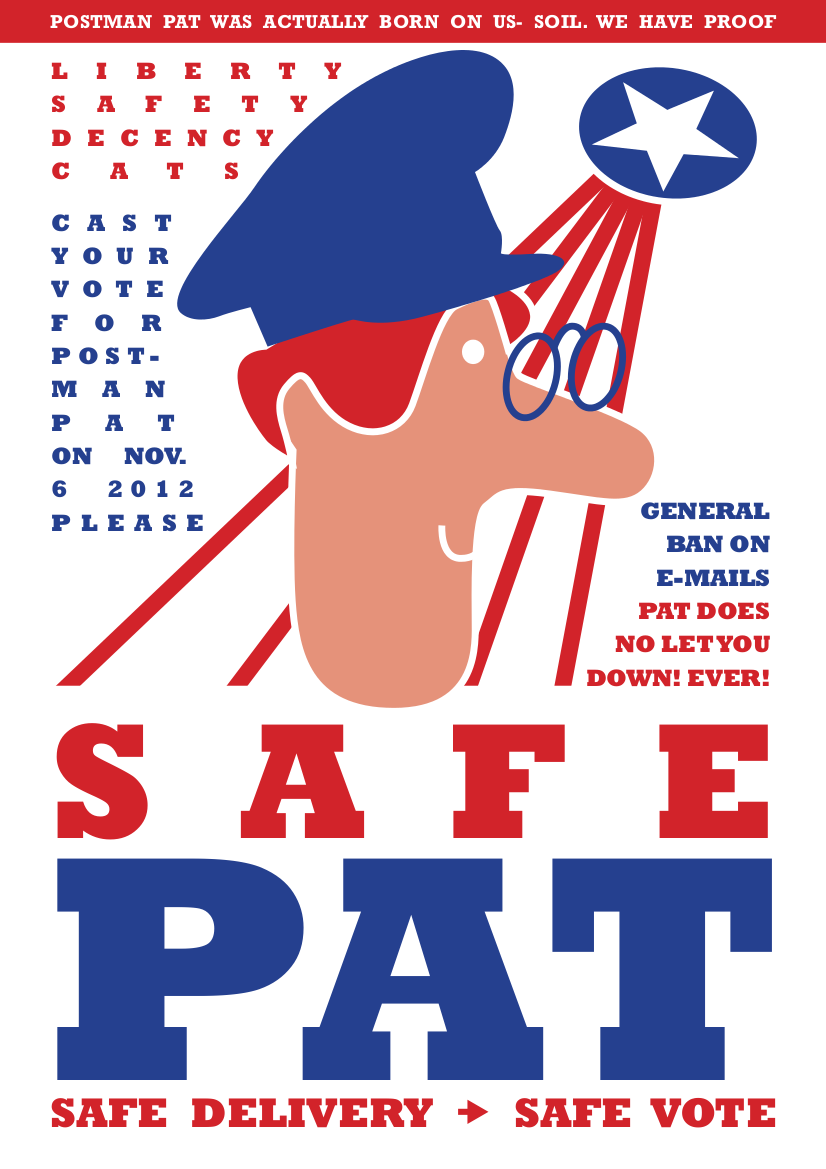 POSTMAN PAT WAS ACTUALLY BORN ON US- SOIL. WE HAVE PROOF
LIBERTY
SAFETY
DECENCY
CATS
CAST
YOUR
VOTE
FOR
POST-
MAN
PAT
ON NOV.
6 2012
PLEASE
GENERAL
BAN ON
E-MAILS
PAT DOES
NO LET YOU
DOWN! EVER!
SAFE
PAT
SAFE DELIVERY → SAFE VOTE